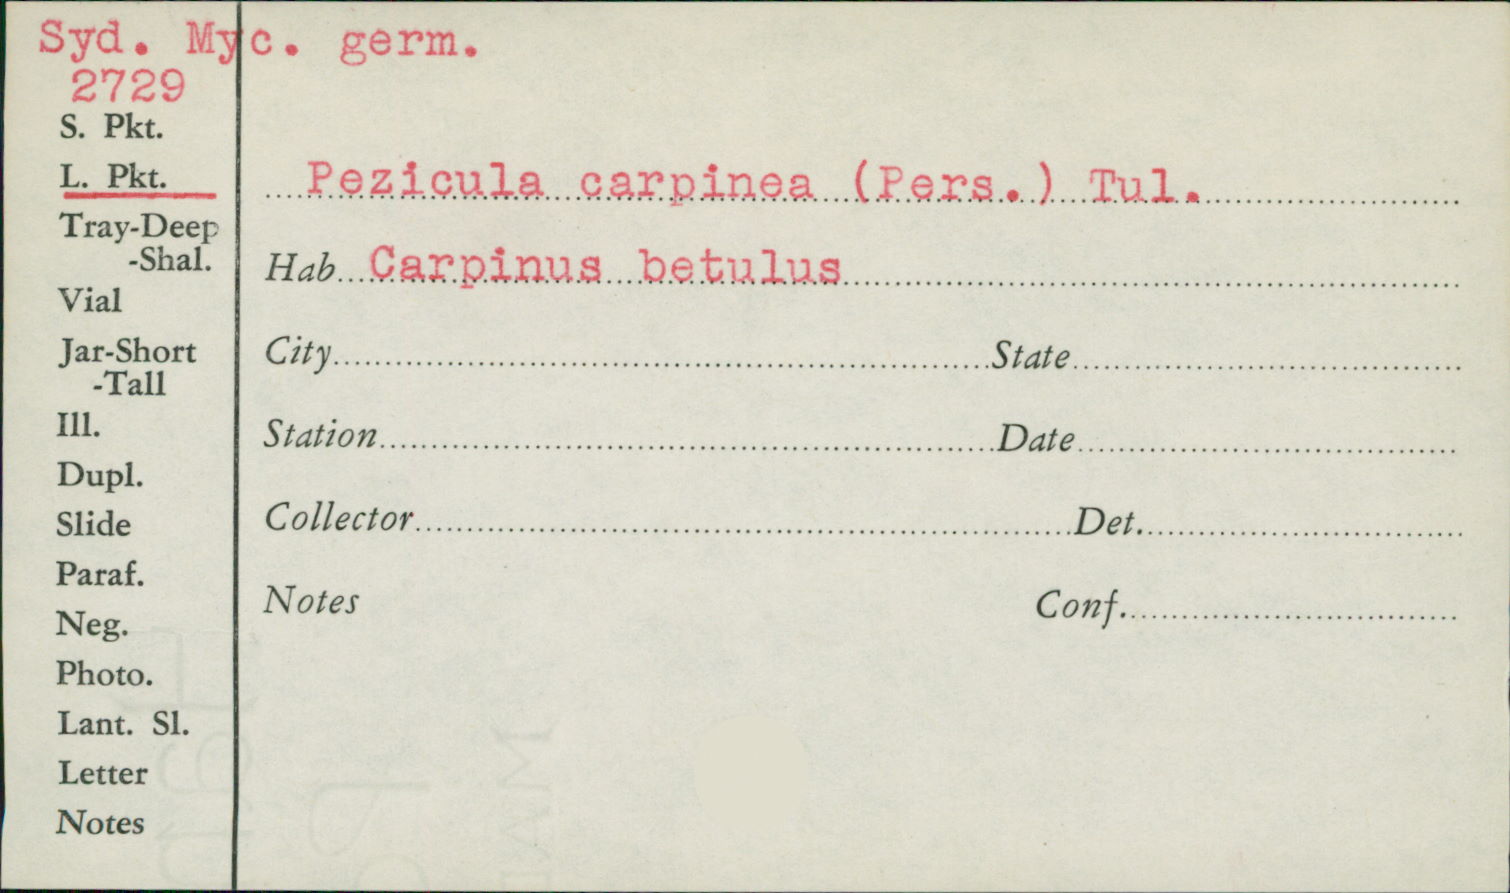 Syd. Myc. germ.
2729
S. Pkt.
L. Pkt.
Tray-Deep
-Shal.
Vial
Jar-Short
-Tall
Ill.
Dupl.
Slide
Paraf.
Neg.
Photo.
Lant. Sl.
Letter
Notes
Pezicula carpinea (Pers.) Tul.
Hab. Carpinus betulus
City State
Station Date
Collector Det.
Notes Conf.